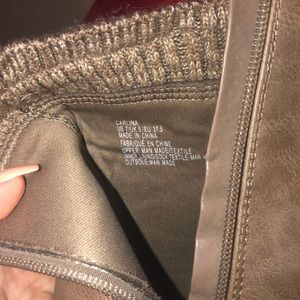 CARLINA
US 7/UK 5 /EU 37.5
MADE IN CHINA
FABRIQUÉ EN CHINE
UPPER: MAN MADE/TEXTILE
INNER LINING/SOCK:TEXTILE/MAN
OUTSOLE:MAN MADE